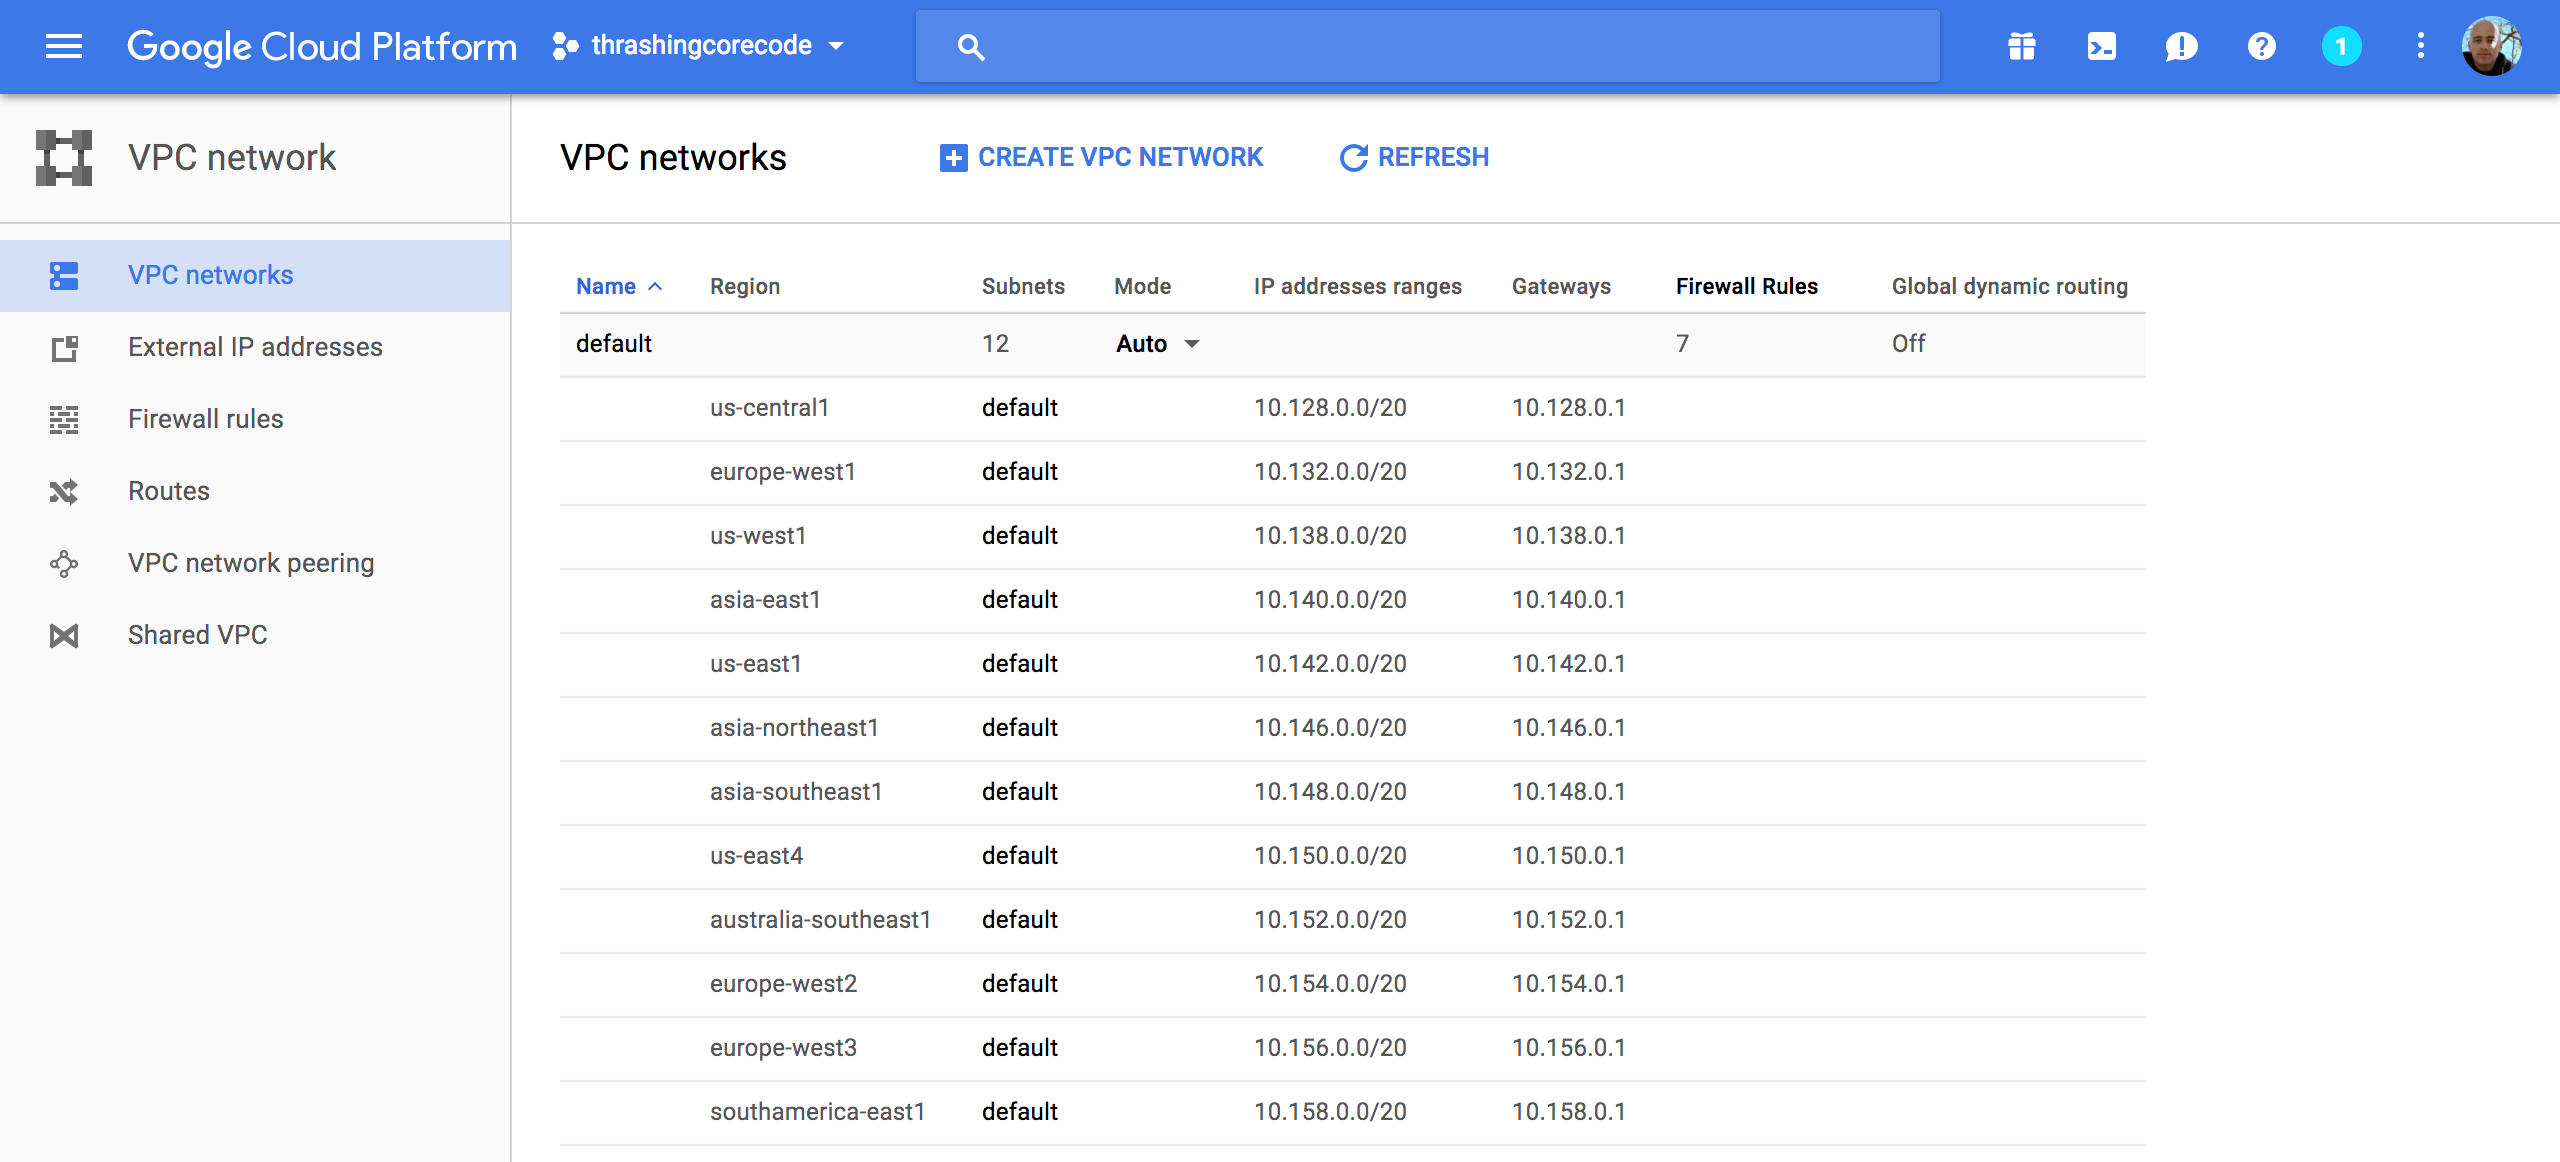 Google Cloud Platform thrashingcorecode 1
VPC network
VPC networks CREATE VPC NETWORK REFRESH
VPC networks
External IP addresses
Firewall rules
Routes
VPC network peering
Shared VPC
Name Region Subnets Mode IP addresses ranges Gateways Firewall Rules Global dynamic routing
default 12 Auto 7 Off
us-central1 default 10.128.0.0/20 10.128.0.1
europe-west1 default 10.132.0.0/20 10.132.0.1
us-west1 default 10.138.0.0/20 10.138.0.1
asia-east1 default 10.140.0.0/20 10.140.0.1
us-east1 default 10.142.0.0/20 10.142.0.1
asia-northeast1 default 10.146.0.0/20 10.146.0.1
asia-southeast1 default 10.148.0.0/20 10.148.0.1
us-east4 default 10.150.0.0/20 10.150.0.1
australia-southeast1 default 10.152.0.0/20 10.152.0.1
europe-west2 default 10.154.0.0/20 10.154.0.1
europe-west3 default 10.156.0.0/20 10.156.0.1
southamerica-east1 default 10.158.0.0/20 10.158.0.1